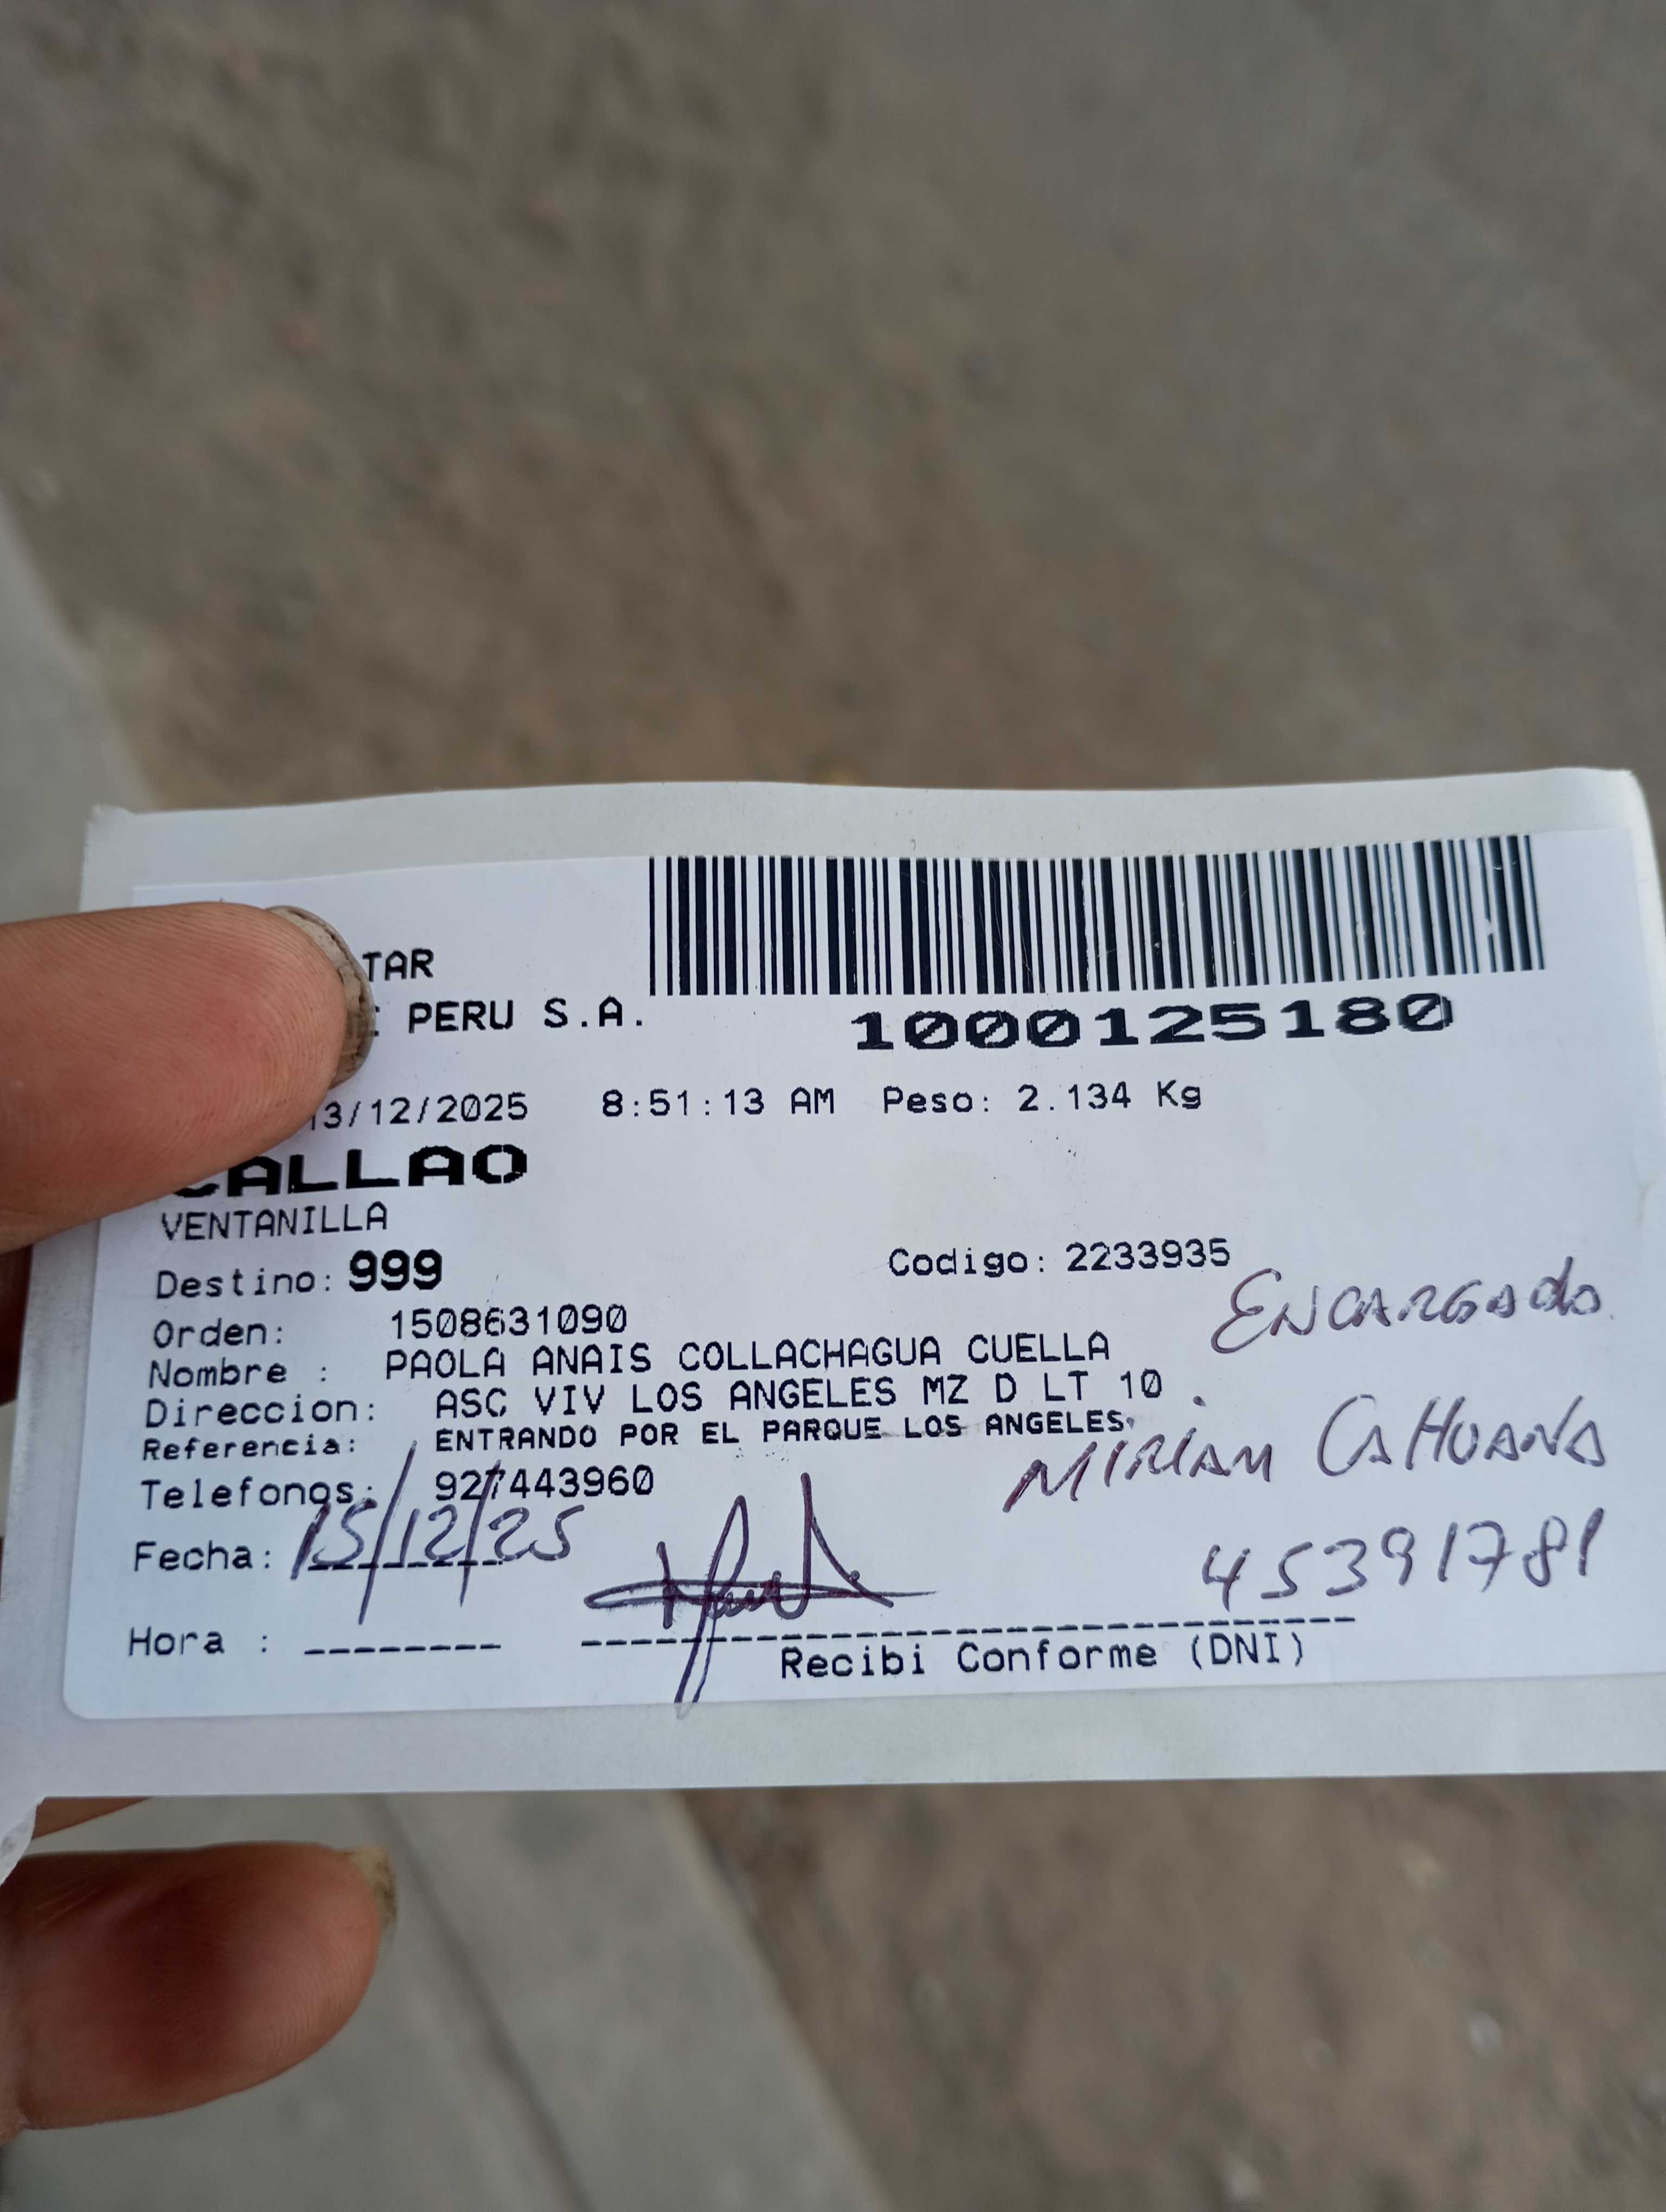 TAR
PERU S.A.
1000125180
13/12/2025 8:51:13 AM Peso: 2.134 Kg
CALLAO
VENTANILLA
Destino: 999 Codigo: 2233935
Encargado
Orden: 1508631090
Nombre : PAOLA ANAIS COLLACHAGUA CUELLA
Direccion: ASC VIV LOS ANGELES MZ D LT 10
Referencia: ENTRANDO POR EL PARQUE LOS ANGELES
MIRIAM CAHUANA
Telefonos: 927443960
Fecha: 15/12/25
45391781
Hora : --------
Recibi Conforme (DNI)